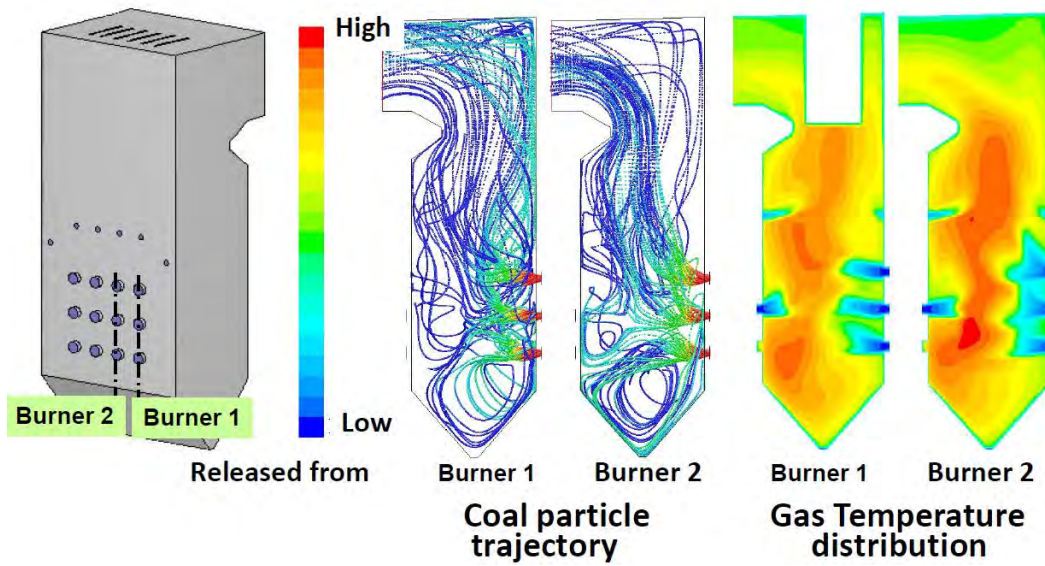 High
Low
Burner 2
Burner 1
Released from
Burner 1
Burner 2
Coal particle
trajectory
Burner 1
Burner 2
Gas Temperature
distribution